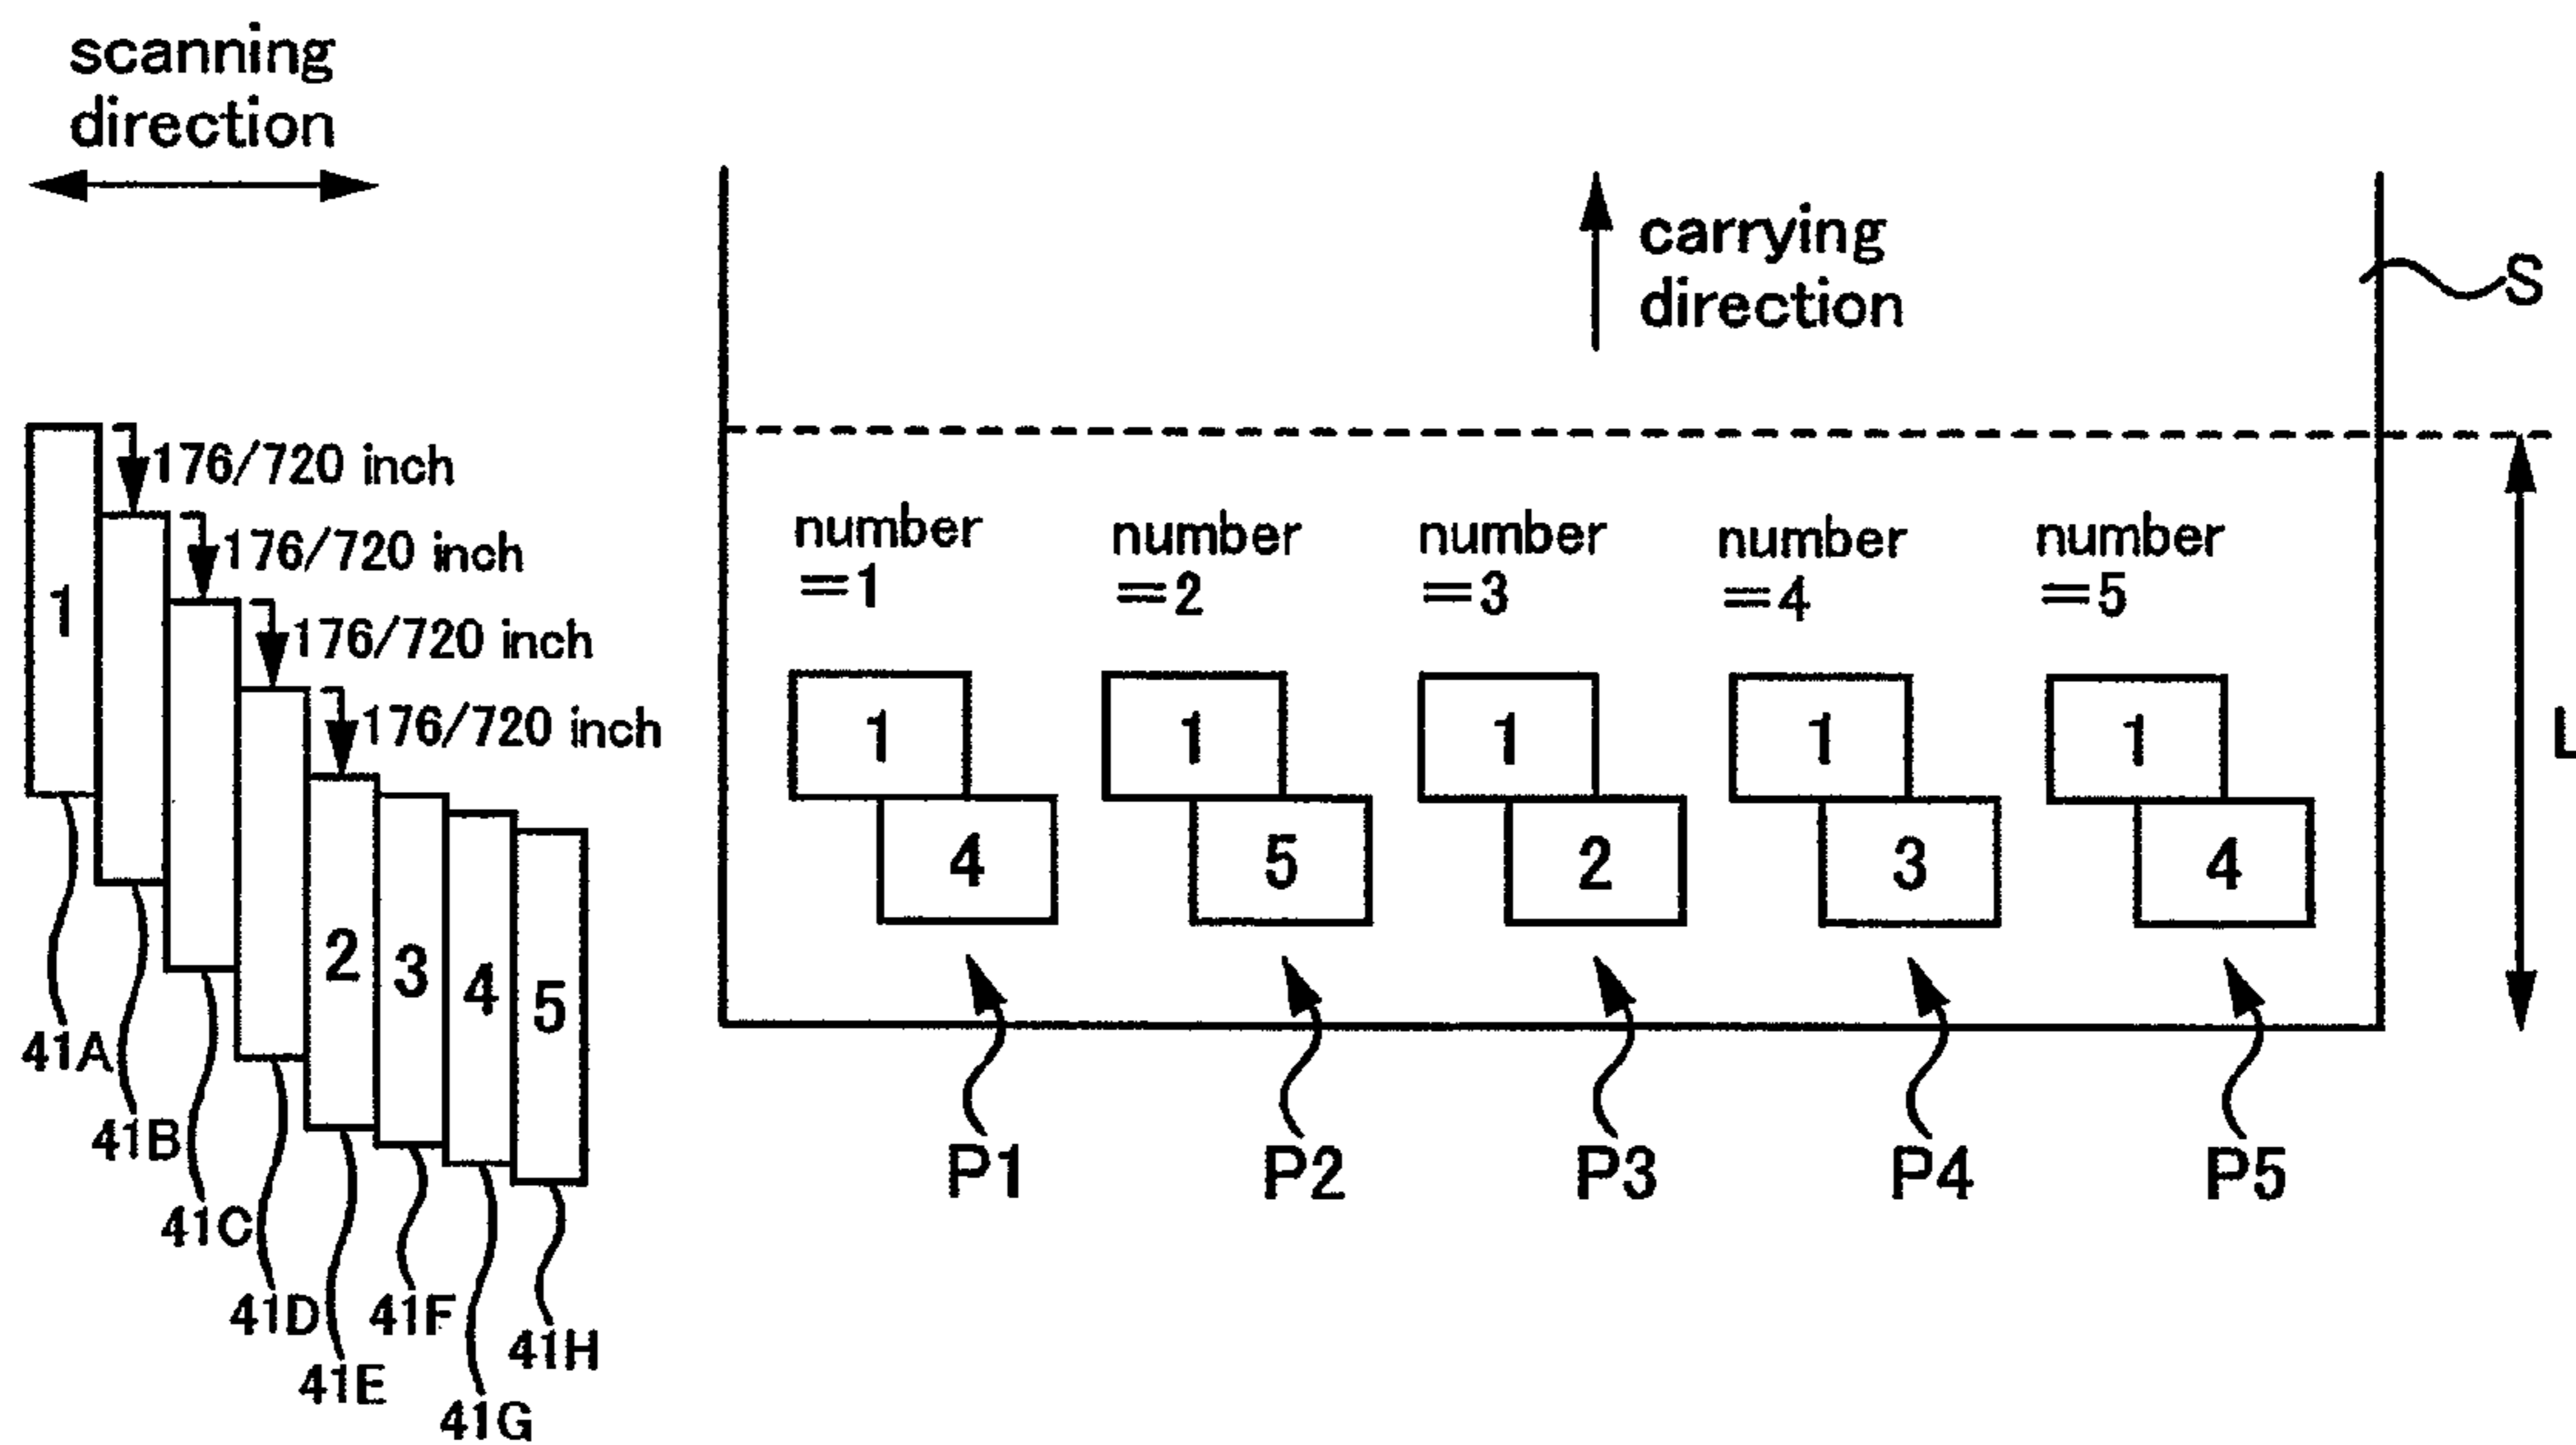 scanning
direction
carrying
direction
S
176/720 inch
176/720 inch
176/720 inch
176/720 inch
1
2
3
4
5
number
=1
number
=2
number
=3
number
=4
number
=5
1
1
1
1
1
4
5
2
3
4
L
41A
41B
41C
41D
41E
41F
41G
41H
P1
P2
P3
P4
P5